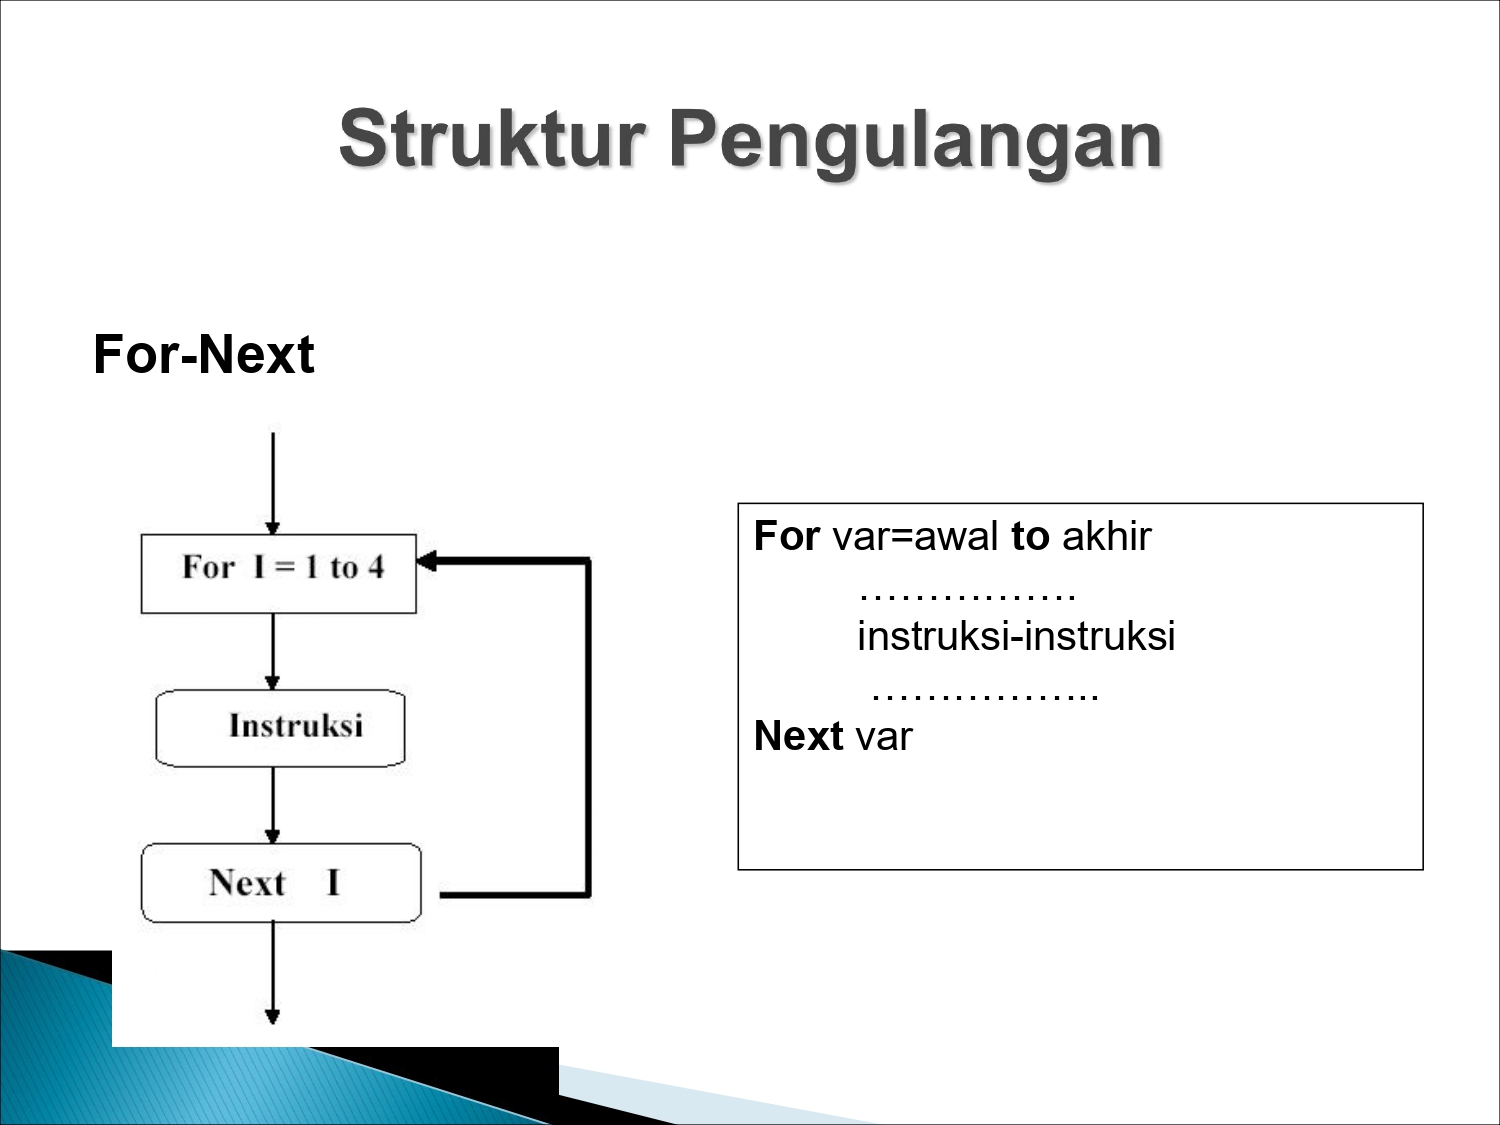 Struktur Pengulangan
For-Next
For I = 1 to 4
Instruksi
Next I
For var=awal to akhir
…………….
instruksi-instruksi
……………..
Next var